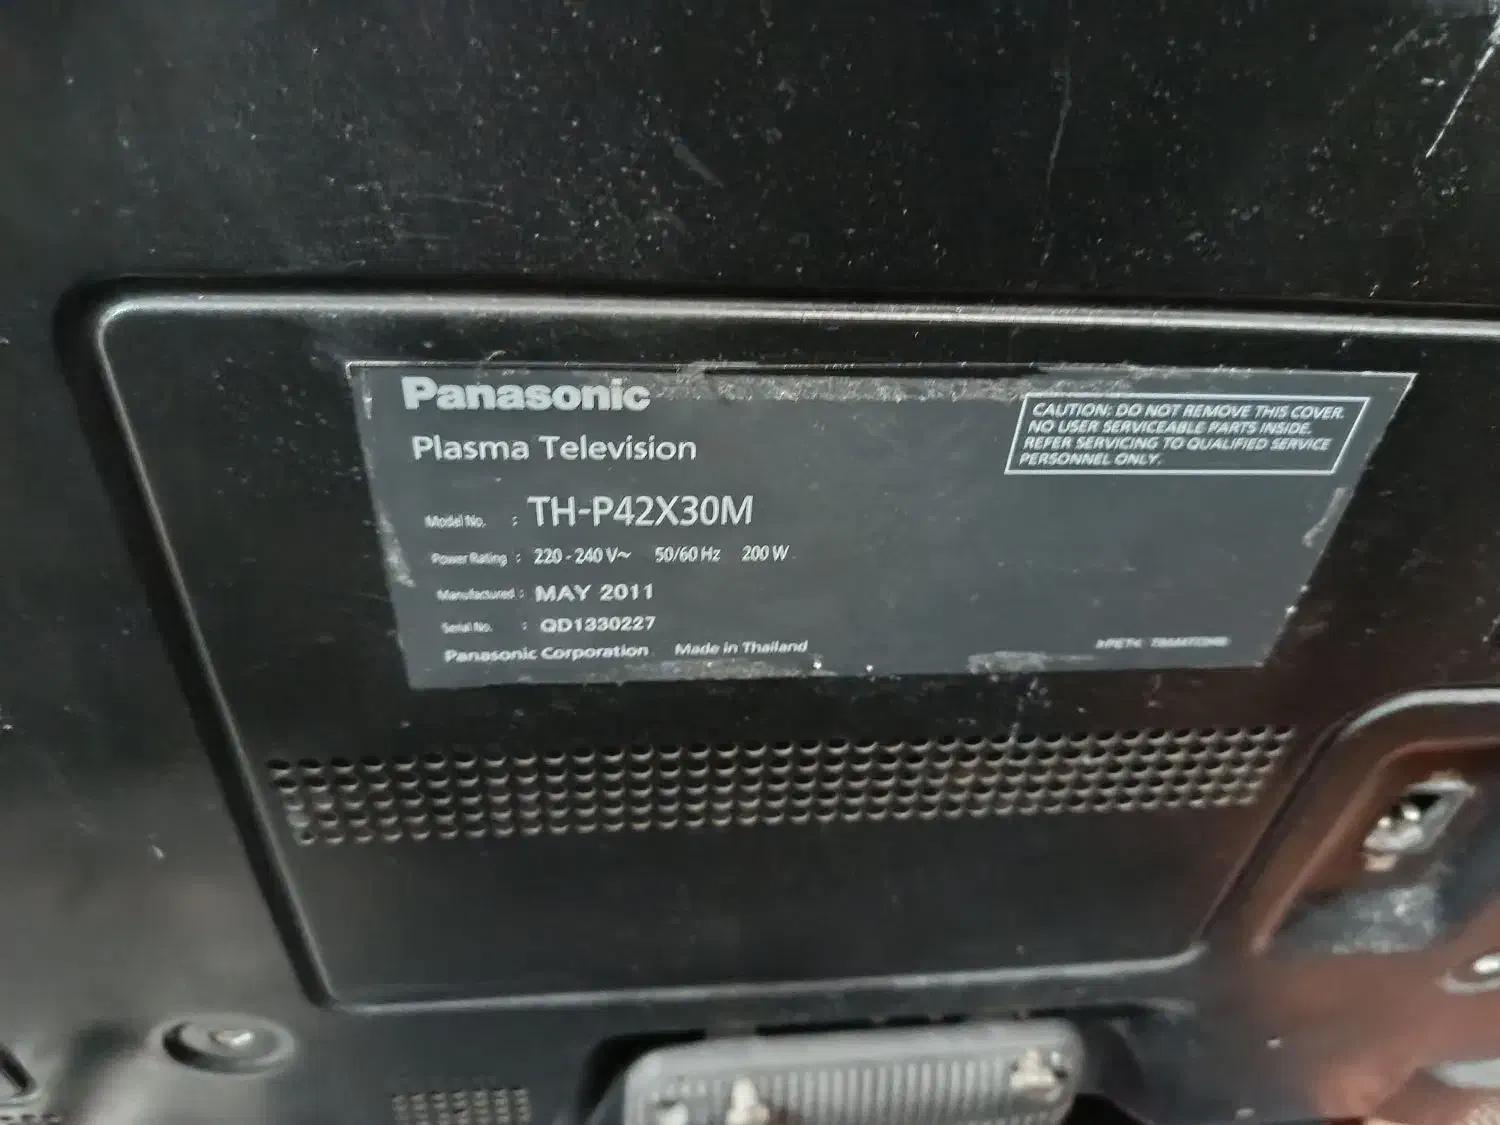 Panasonic
Plasma Television
CAUTION: DO NOT REMOVE THIS COVER.
NO USER SERVICEABLE PARTS INSIDE.
REFER SERVICING TO QUALIFIED SERVICE
PERSONNEL ONLY.
Model No. : TH-P42X30M
Power Rating : 220 - 240 V~ 50/60 Hz 200 W
Manufactured : MAY 2011
Serial No. : QD1330227
Panasonic Corporation Made in Thailand